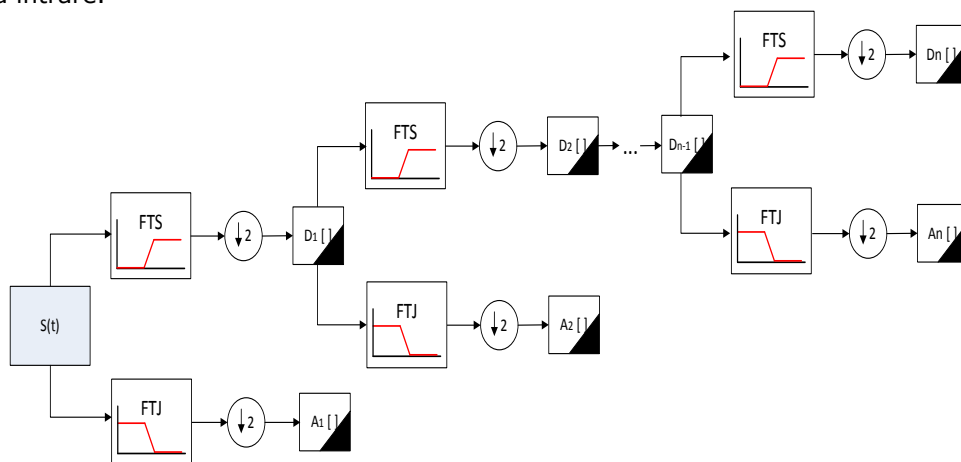 a intrare.
FTS
↓2
Dn [ ]
FTS
↓2
D2 [ ]
...
Dn-1 [ ]
FTS
↓2
D1 [ ]
FTJ
↓2
An [ ]
S(t)
FTJ
↓2
A2 [ ]
FTJ
↓2
A1 [ ]